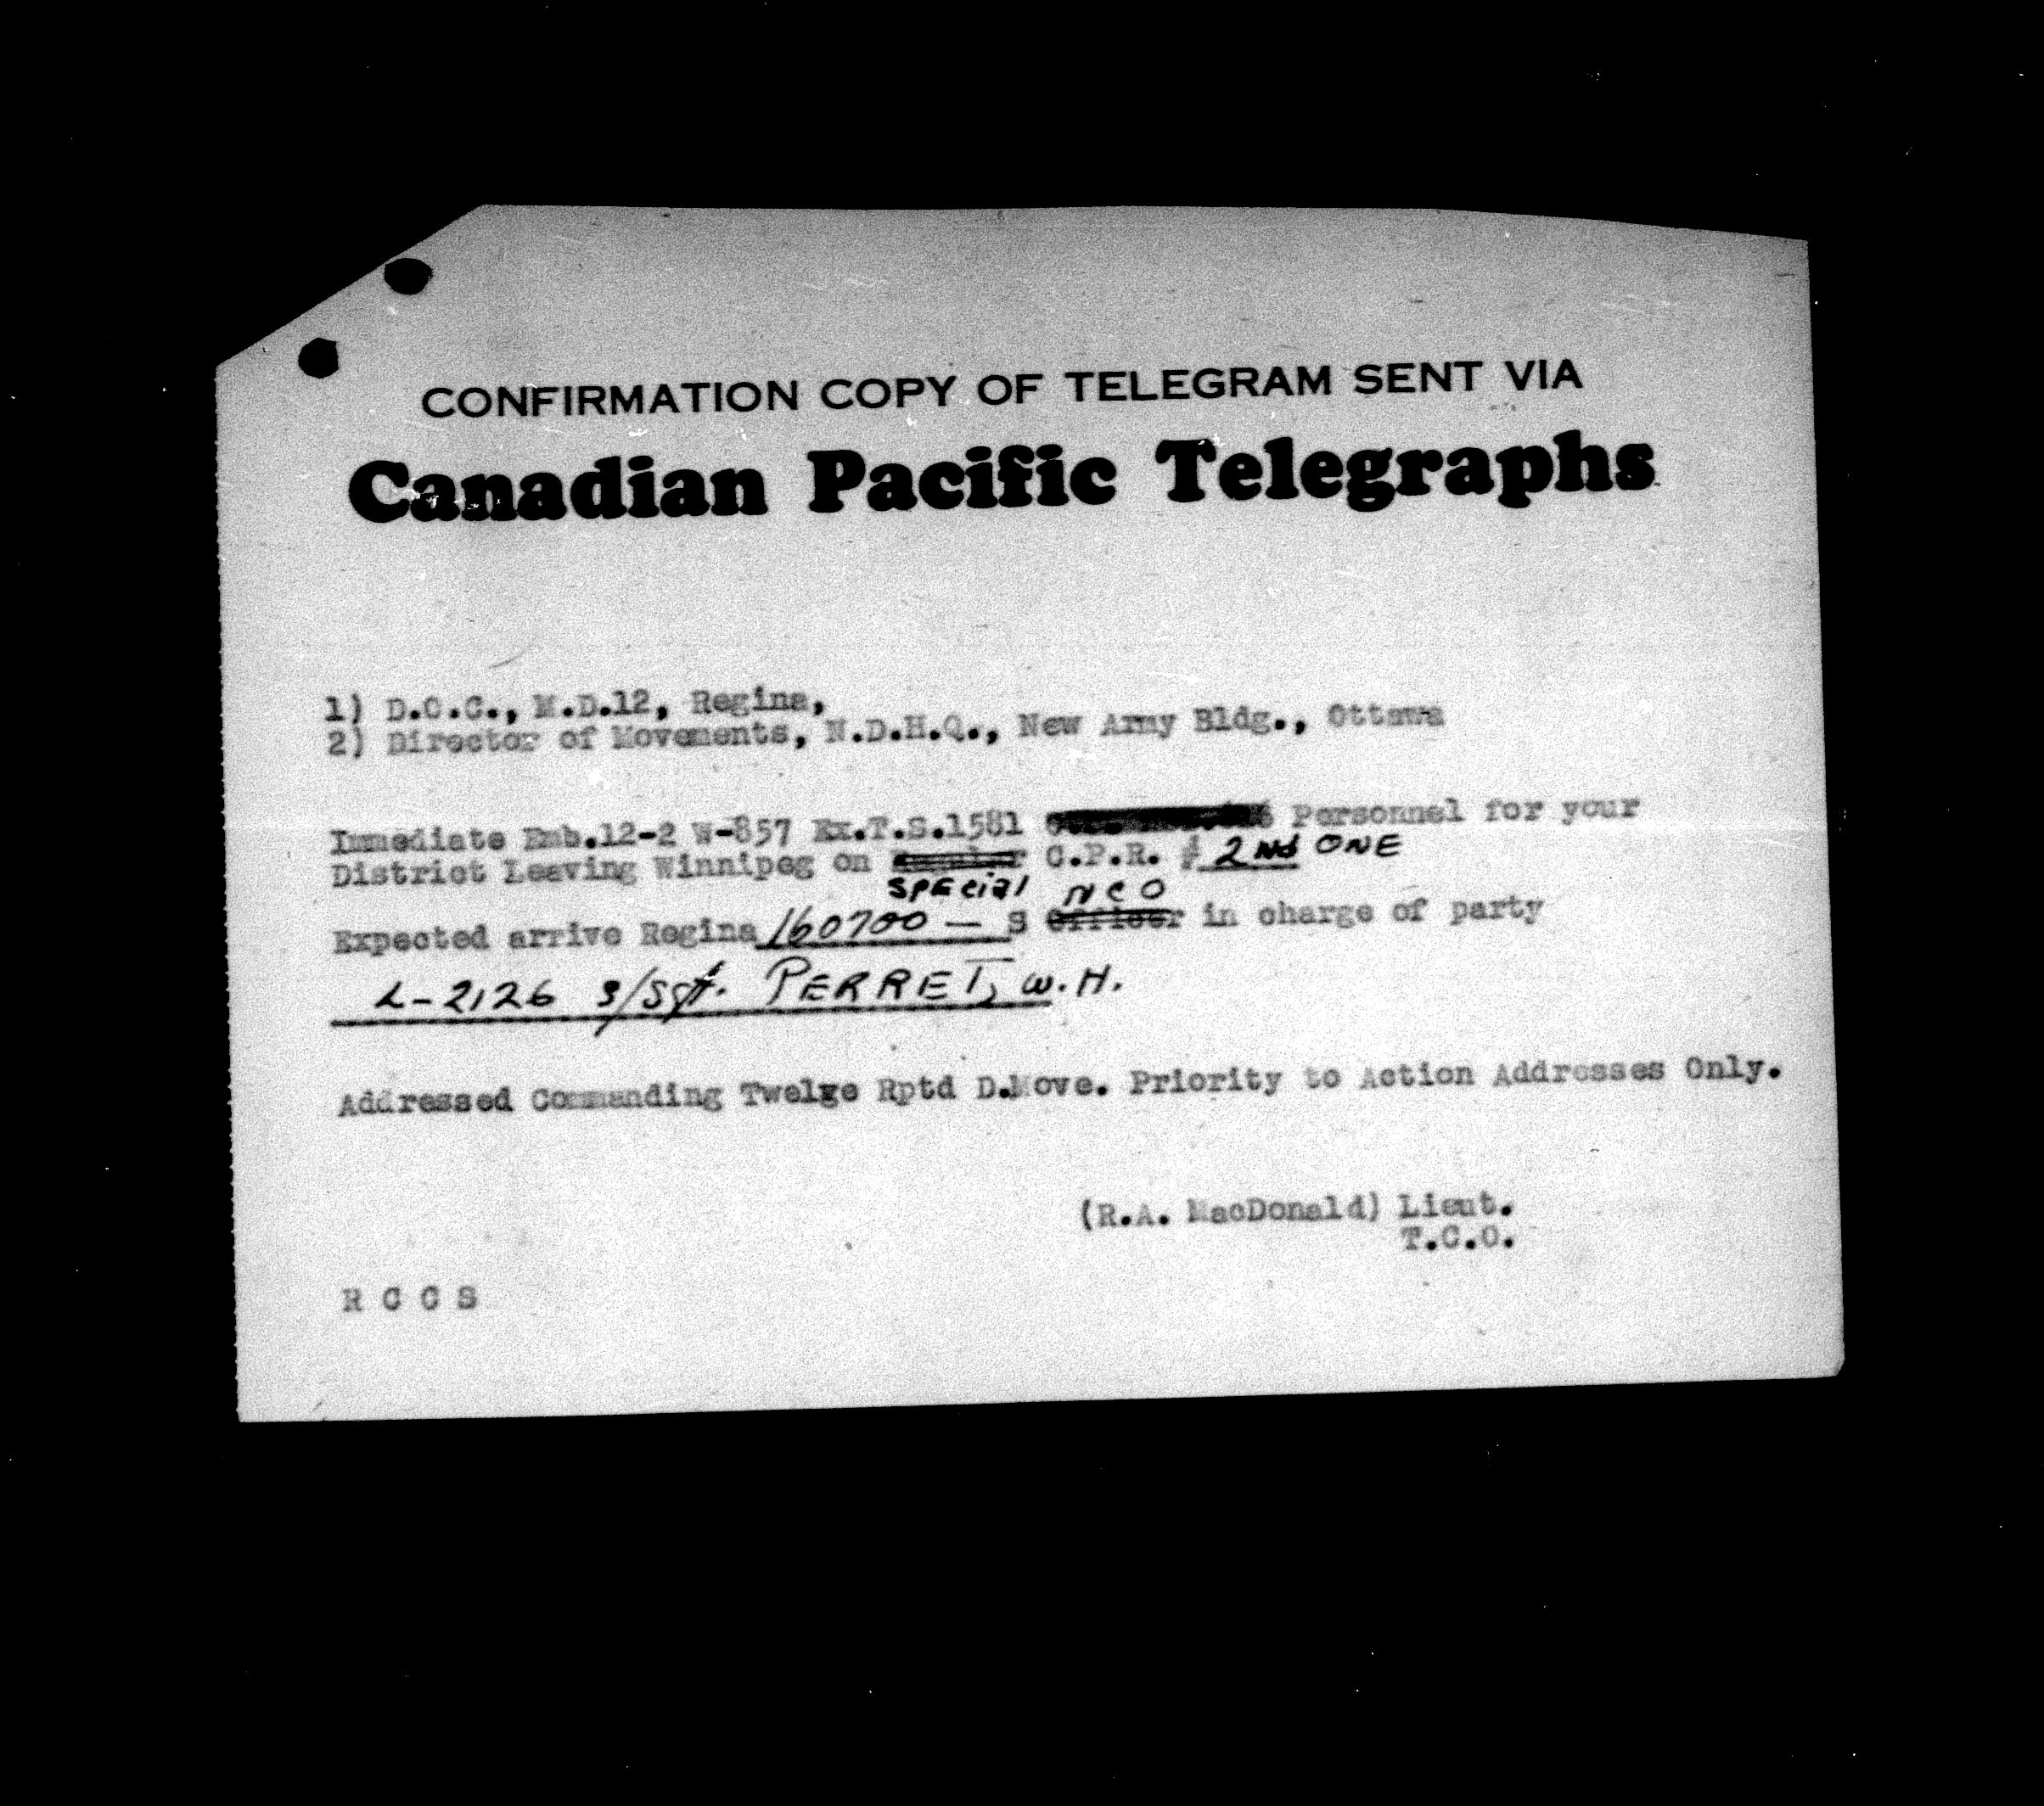 CONFIRMATION COPY OF TELEGRAM SENT VIA
Canadian Pacific Telegraphs
1) D.O.C., M.D.12, Regina,
2) Director of Movements, N.D.H.Q., New Army Bldg., Ottawa
Immediate Emb.12-2 W-857 Ex.T.S.1581 Personnel for your
District Leaving Winnipeg on C.P.R. # 2ND ONE
SPECIAL NCO
Expected arrive Regina 160700 — S Officer in charge of party
L-2126 S/Sgt. PERRET, W.H.
Addressed Commanding Twelge Rptd D.Move. Priority to Action Addresses Only.
(R.A. MacDonald) Lieut.
T.C.O.
R C C S